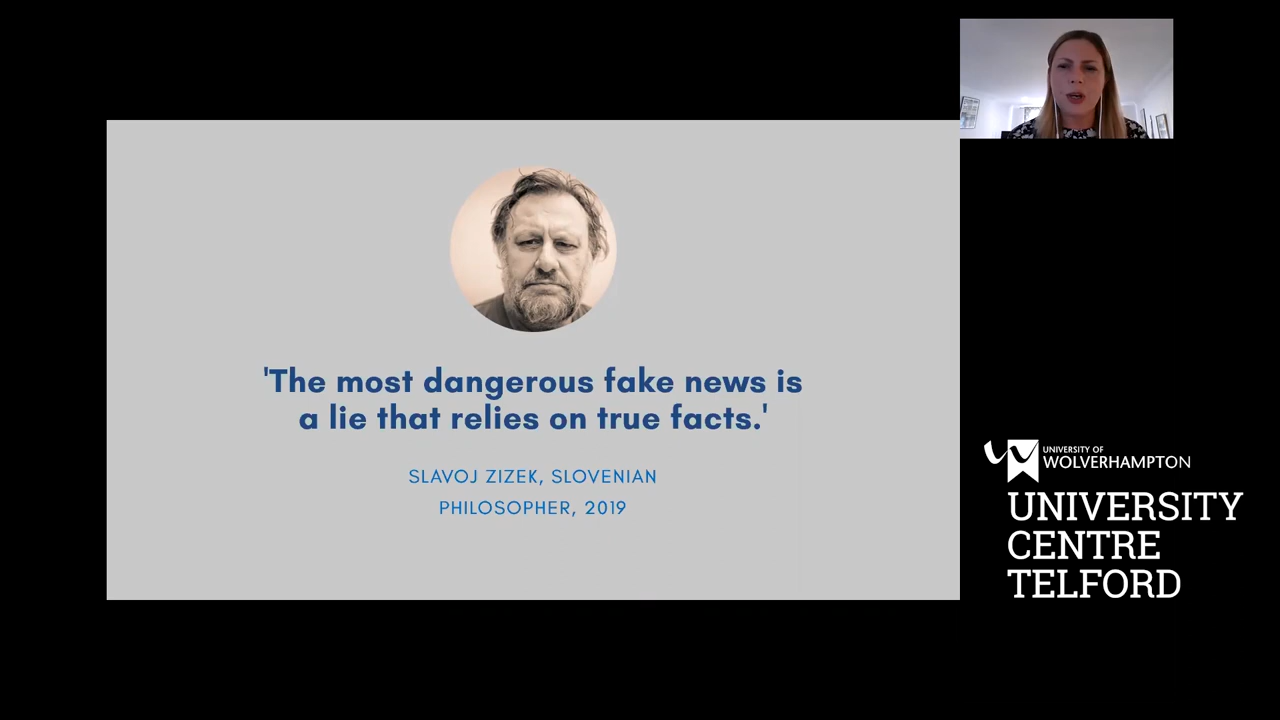 'The most dangerous fake news is
a lie that relies on true facts.'
SLAVOJ ZIZEK, SLOVENIAN
PHILOSOPHER, 2019
UNIVERSITY OF
WOLVERHAMPTON
UNIVERSITY
CENTRE
TELFORD